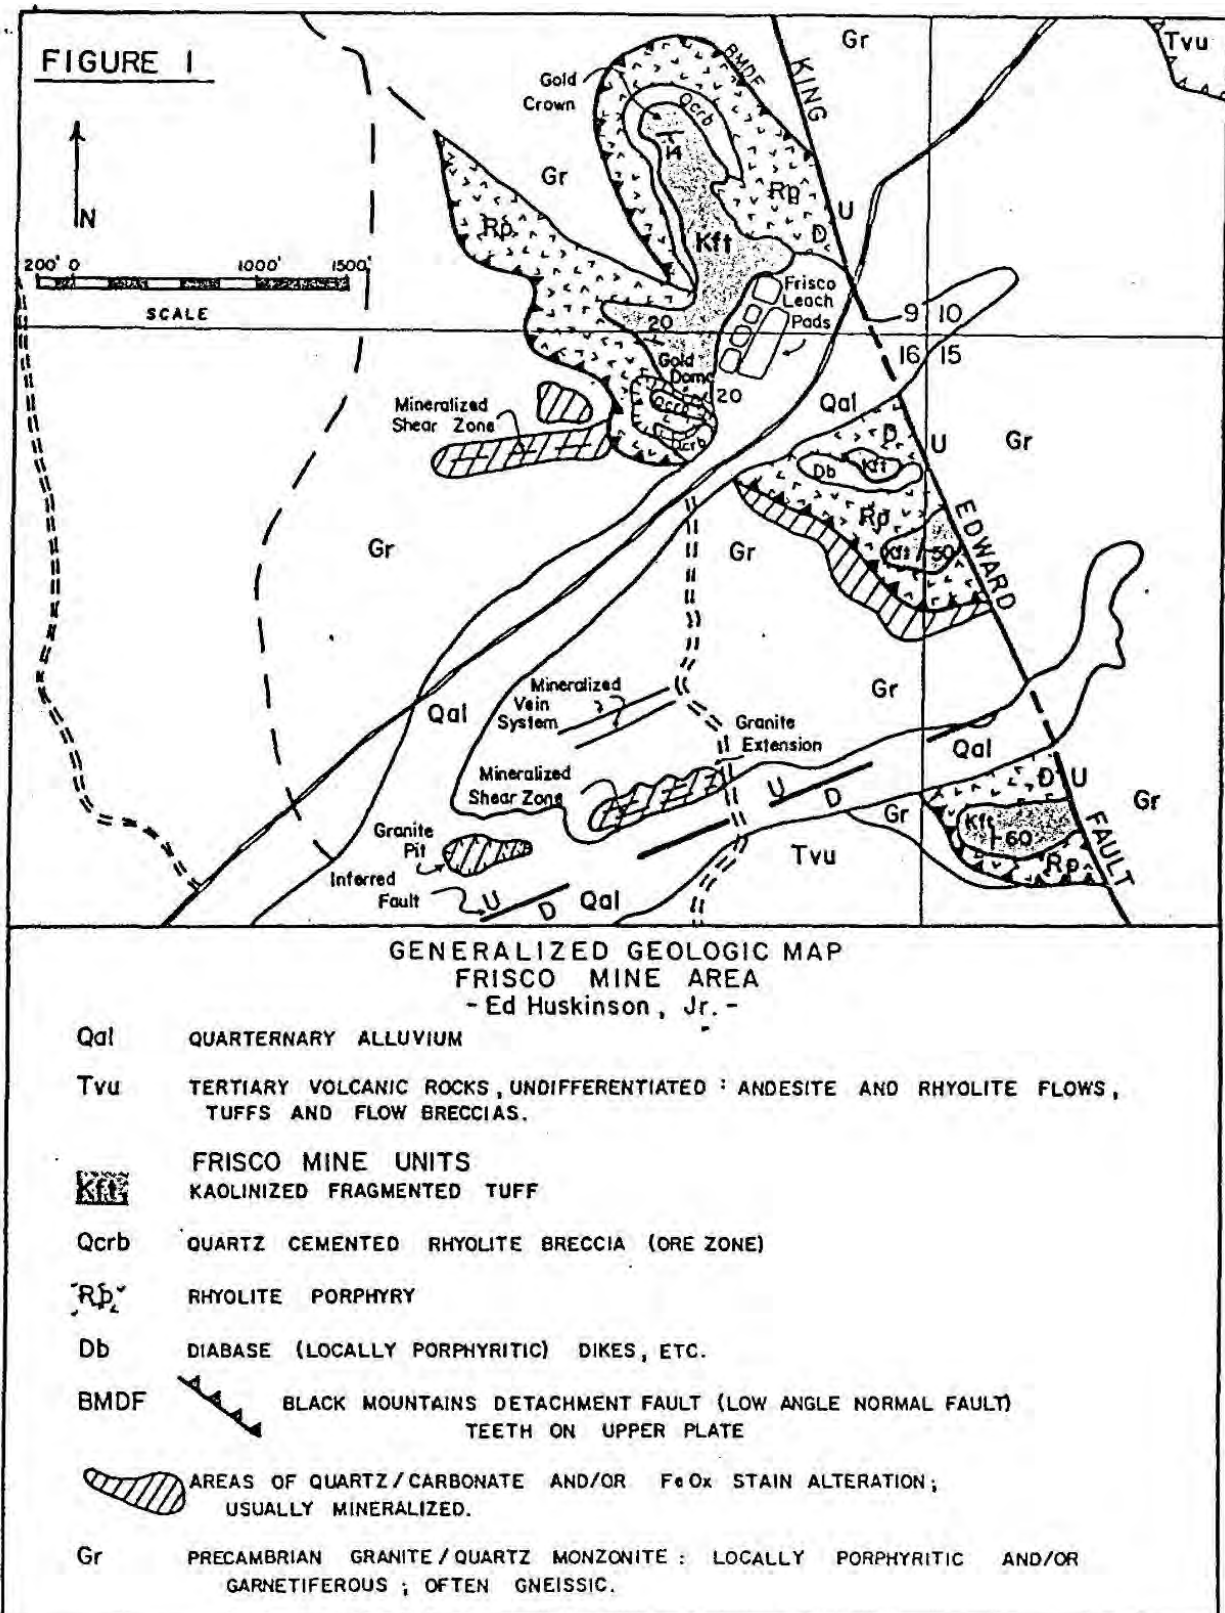 FIGURE 1
N
200' 0 1000' 1500'
SCALE
Gold
Crown
BMDF
Qcrb
14
KING
Gr
Tvu
Gr
Rp
Rp
U
D
Kft
Frisco
Leach
Pads
9 10
16 15
20
Gold
Dome
20
Qcrb
Qcrb
Mineralized
Shear Zone
Qal
D
U
Gr
Db
Kft
Rp
Kft
50
EDWARD
Gr
Gr
Gr
Mineralized
Vein
System
Qal
Granite
Extension
Qal
Mineralized
Shear Zone
U
D
D
U
Gr
Gr
Kft
60
Rp
FAULT
Granite
Pit
Tvu
Inferred
Fault
U
D
Qal
GENERALIZED GEOLOGIC MAP
FRISCO MINE AREA
- Ed Huskinson, Jr. -
Qal QUARTERNARY ALLUVIUM
Tvu TERTIARY VOLCANIC ROCKS, UNDIFFERENTIATED : ANDESITE AND RHYOLITE FLOWS,
TUFFS AND FLOW BRECCIAS.
FRISCO MINE UNITS
Kft KAOLINIZED FRAGMENTED TUFF
Qcrb QUARTZ CEMENTED RHYOLITE BRECCIA (ORE ZONE)
Rp RHYOLITE PORPHYRY
Db DIABASE (LOCALLY PORPHYRITIC) DIKES, ETC.
BMDF BLACK MOUNTAINS DETACHMENT FAULT (LOW ANGLE NORMAL FAULT)
TEETH ON UPPER PLATE
AREAS OF QUARTZ/CARBONATE AND/OR FeOx STAIN ALTERATION;
USUALLY MINERALIZED.
Gr PRECAMBRIAN GRANITE/QUARTZ MONZONITE : LOCALLY PORPHYRITIC AND/OR
GARNETIFEROUS ; OFTEN GNEISSIC.